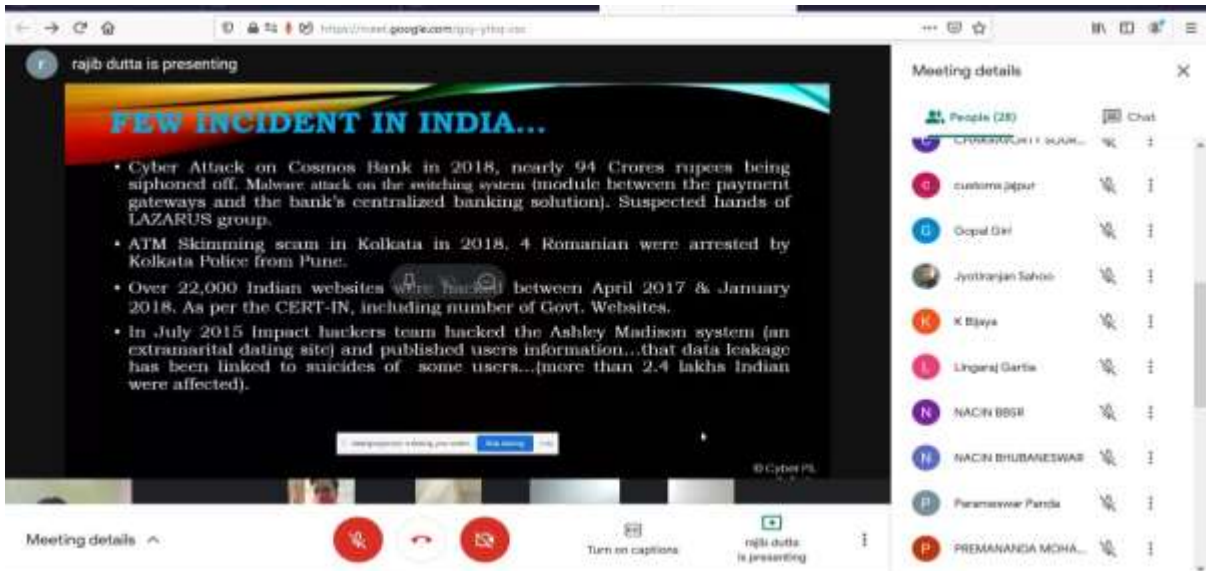 rajib dutta is presenting
FEW INCIDENT IN INDIA...
• Cyber Attack on Cosmos Bank in 2018, nearly 94 Crores rupees being
siphoned off. Malware attack on the switching system (module between the payment
gateways and the bank's centralized banking solution). Suspected hands of
LAZARUS group.
• ATM Skimming scam in Kolkata in 2018. 4 Romanian were arrested by
Kolkata Police from Pune.
• Over 22,000 Indian websites were hacked between April 2017 & January
2018. As per the CERT-IN, including number of Govt. Websites.
• In July 2015 Impact hackers team hacked the Ashley Madison system (an
extramarital dating site) and published users information...that data leakage
has been linked to suicides of some users...(more than 2.4 lakhs Indian
were affected).
© Cyber PS,
Meeting details
People (28)
Chat
customs jajpur
Gopal Giri
Jyotiranjan Sahoo
K Bijaya
Lingaraj Gartia
NACIN BBSR
NACIN BHUBANESWAR
Parameswar Panda
PREMANANDA MOHA...
Meeting details
Turn on captions
rajib dutta
is presenting